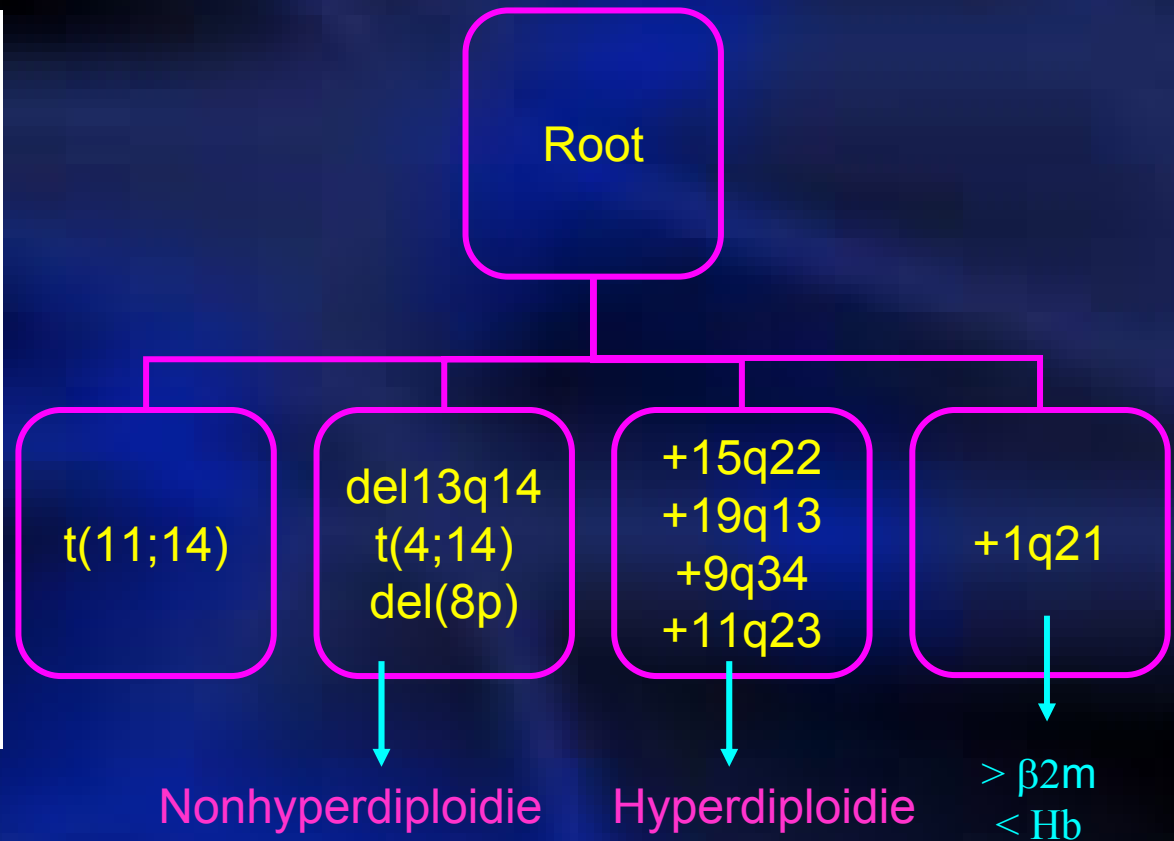 Root
t(11;14)
del13q14
t(4;14)
del(8p)
+15q22
+19q13
+9q34
+11q23
+1q21
Nonhyperdiploidie
Hyperdiploidie
> β2m
< Hb